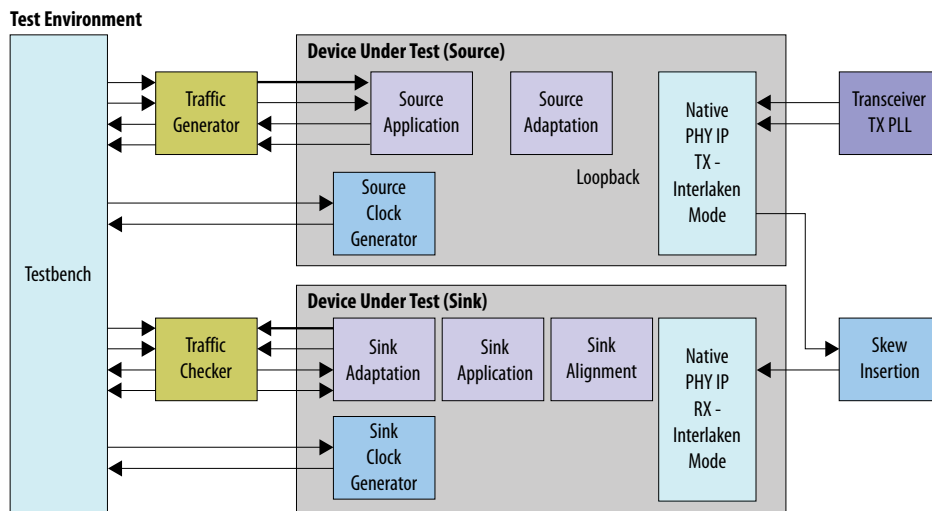 Test Environment
Device Under Test (Source)
Testbench
Traffic
Generator
Source
Application
Source
Adaptation
Native
PHY IP
TX -
Interlaken
Mode
Transceiver
TX PLL
Loopback
Source
Clock
Generator
Device Under Test (Sink)
Traffic
Checker
Sink
Adaptation
Sink
Application
Sink
Alignment
Native
PHY IP
RX -
Interlaken
Mode
Skew
Insertion
Sink
Clock
Generator